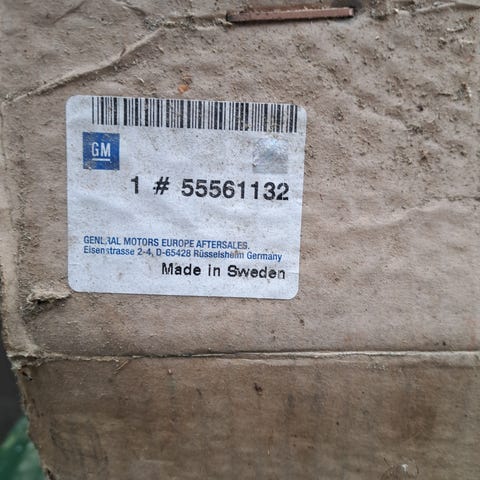 GM
1 # 55561132
GENERAL MOTORS EUROPE AFTERSALES.
Eisenstrasse 2-4, D-65428 Rüsselsheim Germany
Made in Sweden